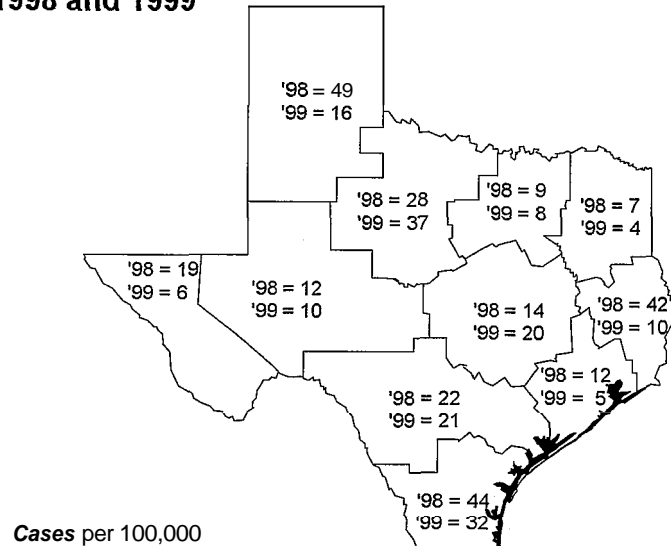 1998 and 1999
'98 = 49
'99 = 16
'98 = 28
'99 = 37
'98 = 9
'99 = 8
'98 = 7
'99 = 4
'98 = 19
'99 = 6
'98 = 12
'99 = 10
'98 = 14
'99 = 20
'98 = 42
'99 = 10
'98 = 12
'99 = 5
'98 = 22
'99 = 21
'98 = 44
'99 = 32
Cases per 100,000